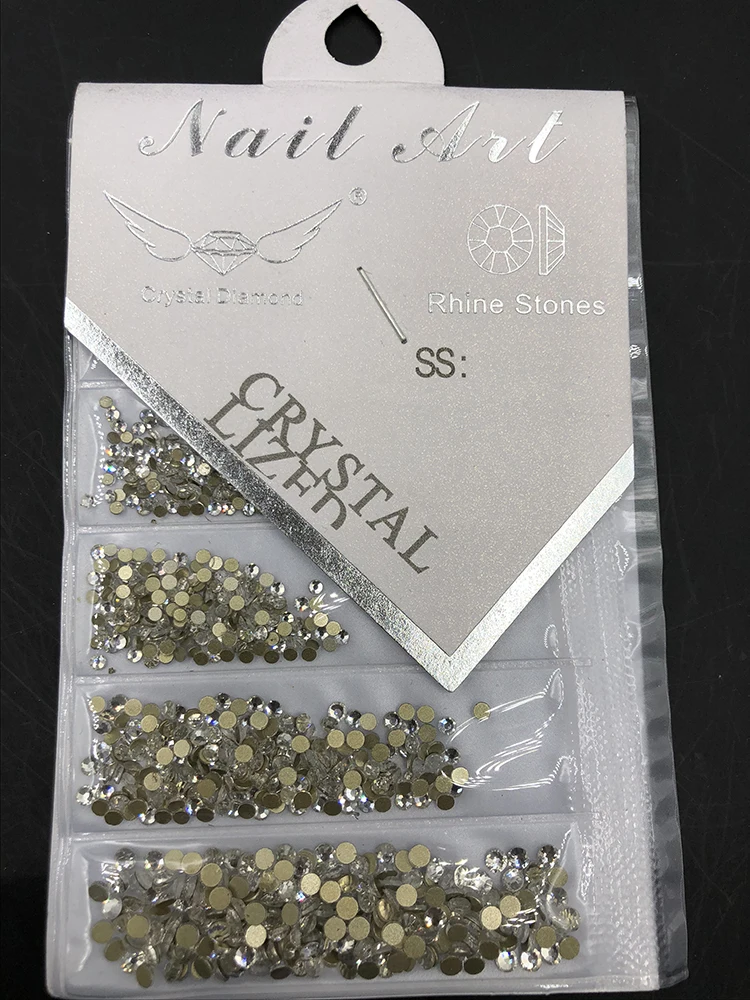 Nail Art
®
Crystal Diamond
Rhine Stones
SS:
CRYSTAL
LIZED